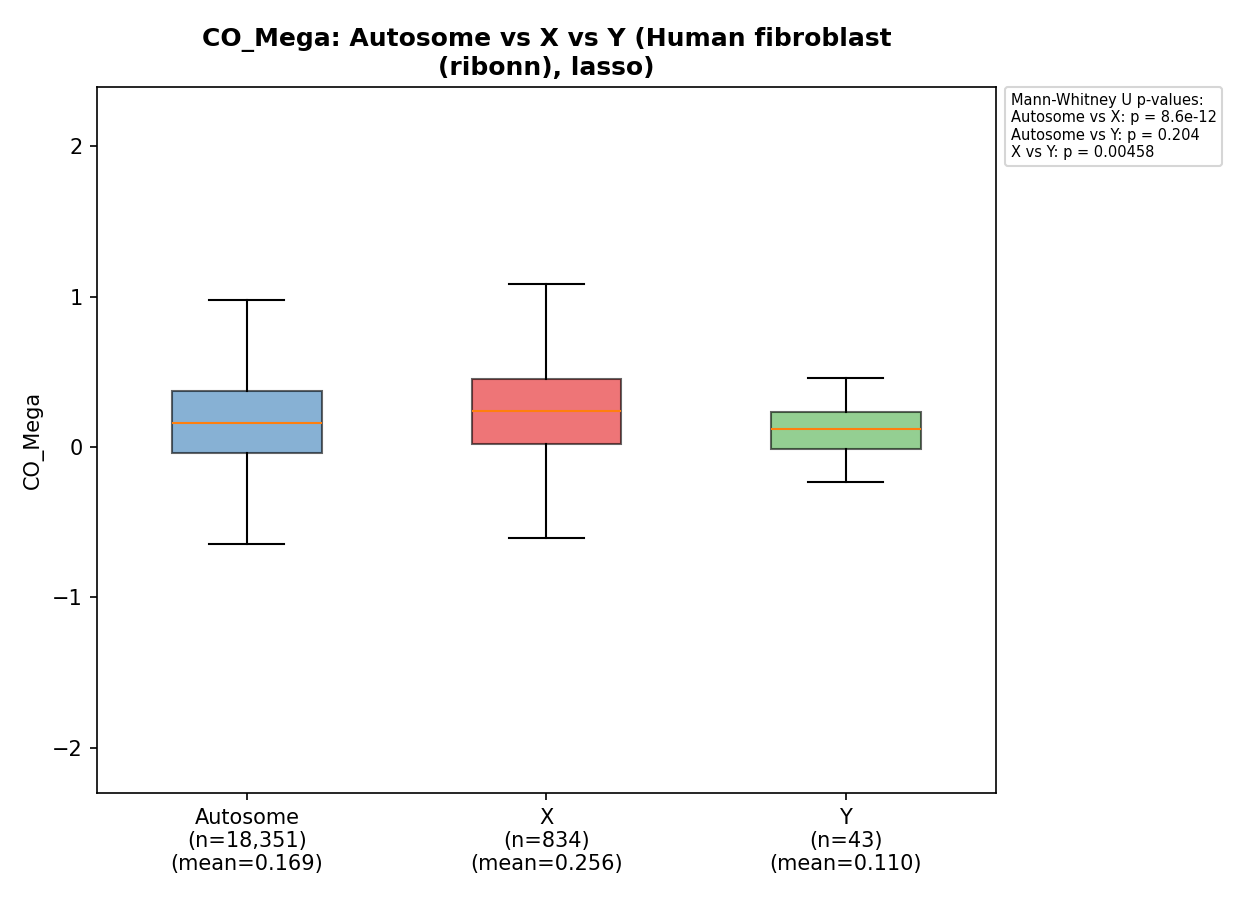 CO_Mega: Autosome vs X vs Y (Human fibroblast
(ribonn), lasso)
Mann-Whitney U p-values:
Autosome vs X: p = 8.6e-12
Autosome vs Y: p = 0.204
X vs Y: p = 0.00458
CO_Mega
2
1
0
−1
−2
Autosome
(n=18,351)
(mean=0.169)
X
(n=834)
(mean=0.256)
Y
(n=43)
(mean=0.110)